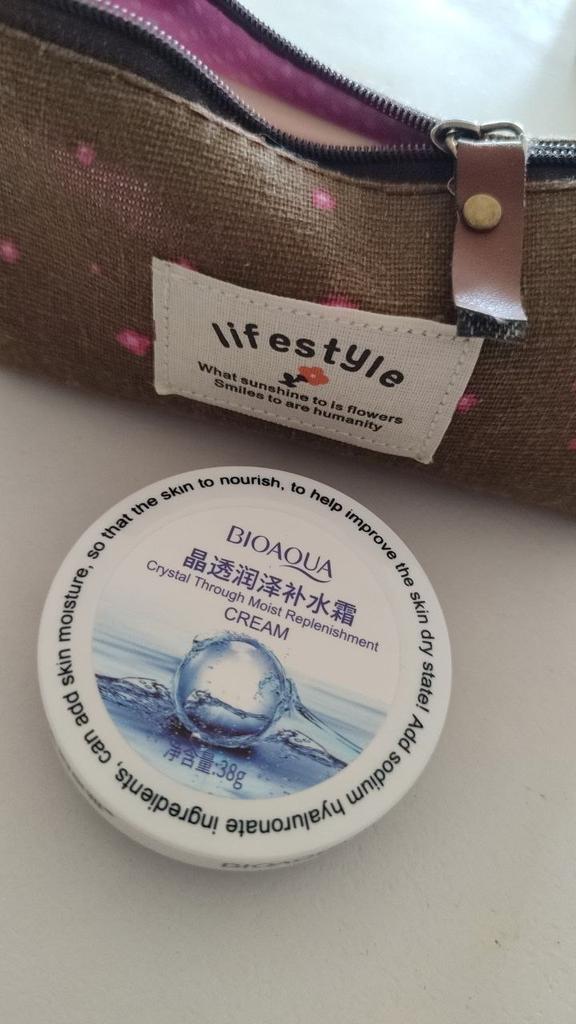 lifestyle
What sunshine to is flowers
Smiles to are humanity
BIOAQUA
晶透润泽补水霜
Crystal Through Moist Replenishment
CREAM
净含量:38g
Add sodium hyaluronate ingredients, can add skin moisture, so that the skin to nourish, to help improve the skin dry state!
BIOAQUA